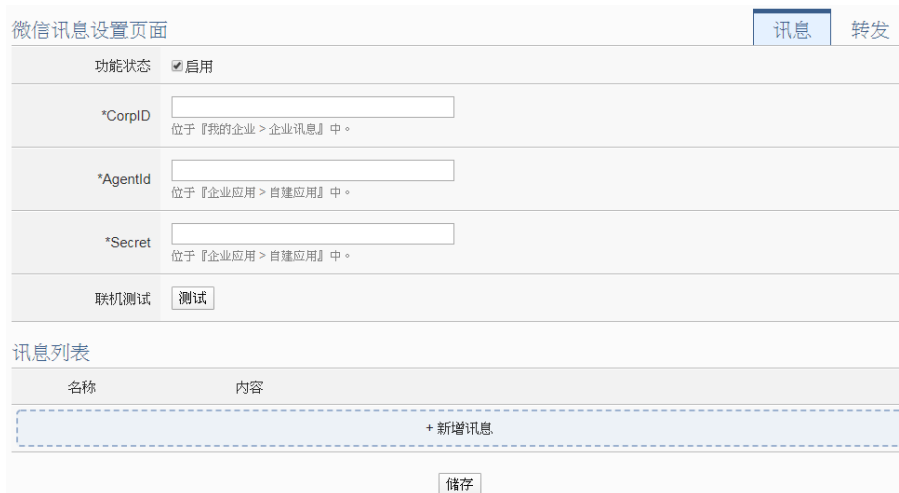 微信讯息设置页面
讯息 转发
功能状态 启用
*CorpID
位于『我的企业 > 企业讯息』中。
*AgentId
位于『企业应用 > 自建应用』中。
*Secret
位于『企业应用 > 自建应用』中。
联机测试 测试
讯息列表
名称 内容
+ 新增讯息
储存